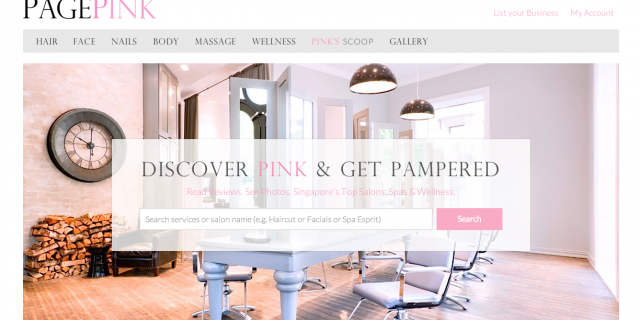 PAGEPINK
List your Business My Account
HAIR FACE NAILS BODY MASSAGE WELLNESS PINK'S SCOOP GALLERY
DISCOVER PINK & GET PAMPERED
Read Reviews. See Photos. Singapore's Top Salons, Spas & Wellness.
Search services or salon name (e.g. Haircut or Facials or Spa Esprit) Search